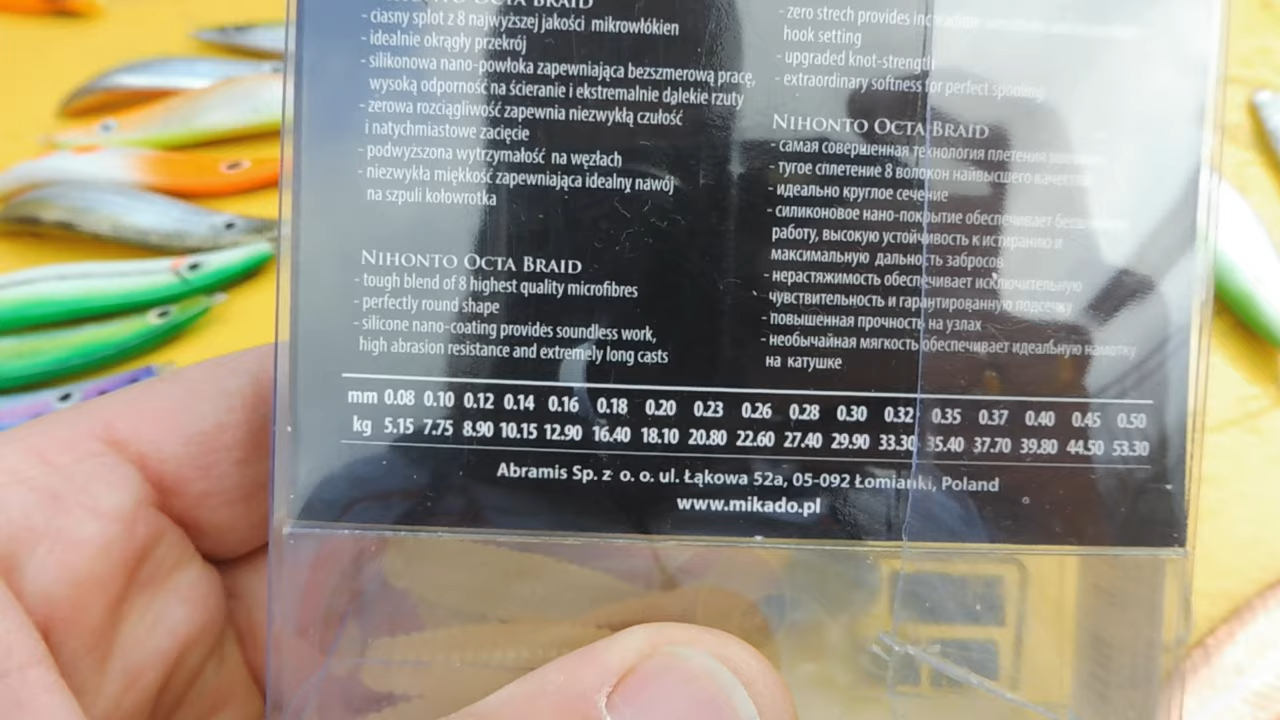 NIHONTO OCTA BRAID
- ciasny splot z 8 najwyższej jakości mikrowłókien
- idealnie okrągły przekrój
- silikonowa nano-powłoka zapewniająca bezszmerową pracę,
wysoką odporność na ścieranie i ekstremalnie dalekie rzuty
- zerowa rozciągliwość zapewnia niezwykłą czułość
i natychmiastowe zacięcie
- podwyższona wytrzymałość na węzłach
- niezwykła miękkość zapewniająca idealny nawój
na szpuli kołowrotka
NIHONTO OCTA BRAID
- tough blend of 8 highest quality microfibres
- perfectly round shape
- silicone nano-coating provides soundless work,
high abrasion resistance and extremely long casts
- zero strech provides
hook setting
- upgraded knot-strength
- extraordinary softness for perfect spooling
NIHONTO OCTA BRAID
- самая совершенная технология плетения
- тугое сплетение 8 волокон найвысшего качества
- идеально круглое сечение
- силиконовое нано-покрытие обеспечивает
работу, высокую устойчивость к истиранию и
максимальную дальность забросов
- нерастяжимость обеспечивает исключительную
чувствительность и гарантированную подсечку
- повышенная прочность на узлах
- необычайная мягкость обеспечивает идеальную намотку
на катушке
mm 0.08 0.10 0.12 0.14 0.16 0.18 0.20 0.23 0.26 0.28 0.30 0.32 0.35 0.37 0.40 0.45 0.50
kg 5.15 7.75 8.90 10.15 12.90 16.40 18.10 20.80 22.60 27.40 29.90 33.30 35.40 37.70 39.80 44.50 53.30
Abramis Sp. z o. o. ul. Łąkowa 52a, 05-092 Łomianki, Poland
www.mikado.pl